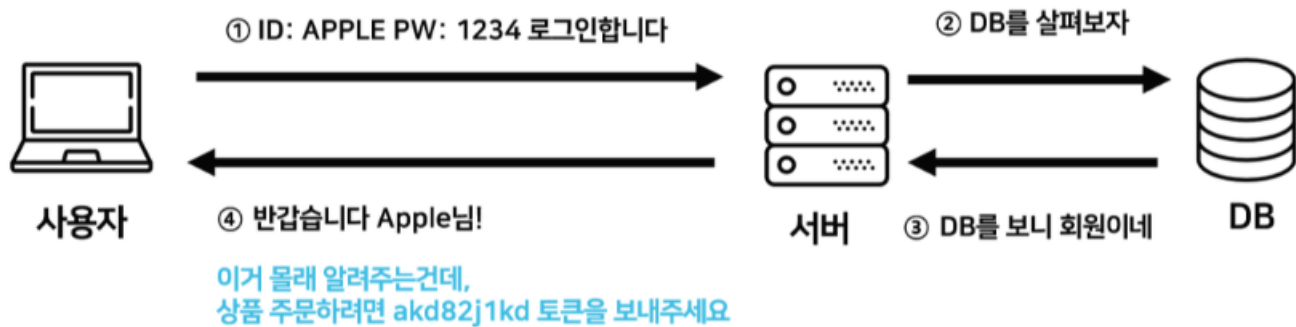 ① ID: APPLE PW: 1234 로그인합니다
② DB를 살펴보자
사용자
④ 반갑습니다 Apple님!
서버
③ DB를 보니 회원이네
DB
이거 몰래 알려주는건데,
상품 주문하려면 akd82j1kd 토큰을 보내주세요